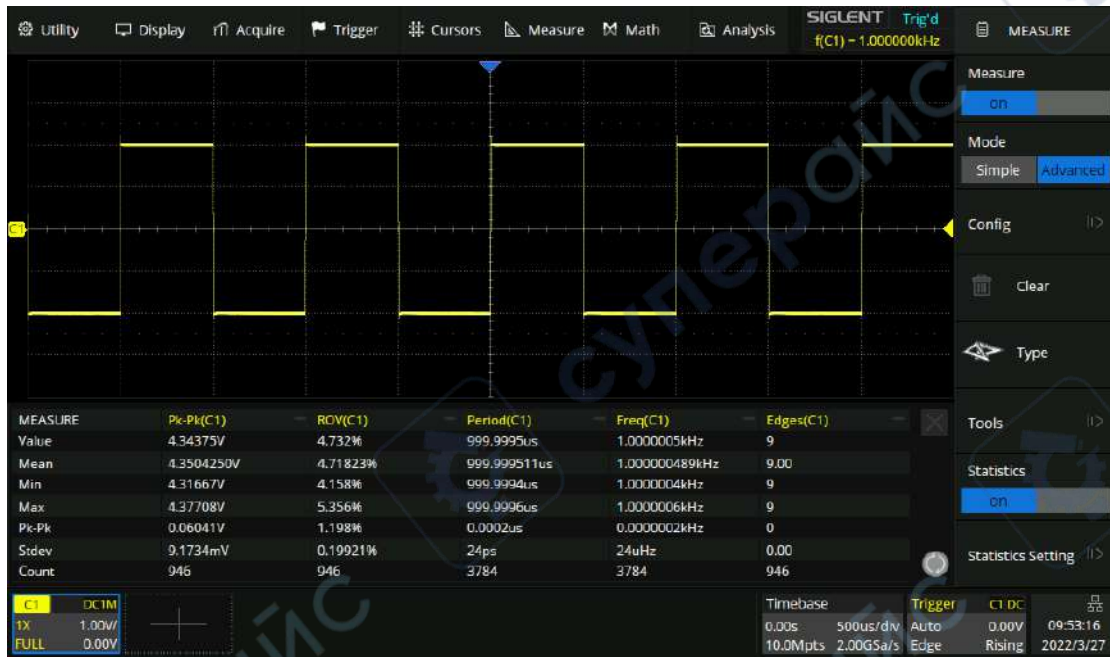 Utility Display Acquire Trigger Cursors Measure Math Analysis
SIGLENT Trig'd
f(C1) = 1.000000kHz
MEASURE
Measure
on
Mode
Simple Advanced
Config
Clear
Type
Tools
Statistics
on
Statistics Setting
C1
MEASURE Pk-Pk(C1) ROV(C1) Period(C1) Freq(C1) Edges(C1)
Value 4.34375V 4.732% 999.9995us 1.0000005kHz 9
Mean 4.3504250V 4.71823% 999.999511us 1.000000489kHz 9.00
Min 4.31667V 4.158% 999.9994us 1.0000004kHz 9
Max 4.37708V 5.356% 999.9996us 1.0000006kHz 9
Pk-Pk 0.06041V 1.198% 0.0002us 0.0000002kHz 0
Stdev 9.1734mV 0.19921% 24ps 24uHz 0.00
Count 946 946 3784 3784 946
C1 DC1M
1X 1.00V/
FULL 0.00V
Timebase
0.00s 500us/div
10.0Mpts 2.00GSa/s
Trigger C1 DC
Auto 0.00V
Edge Rising
09:53:16
2022/3/27
суперайс